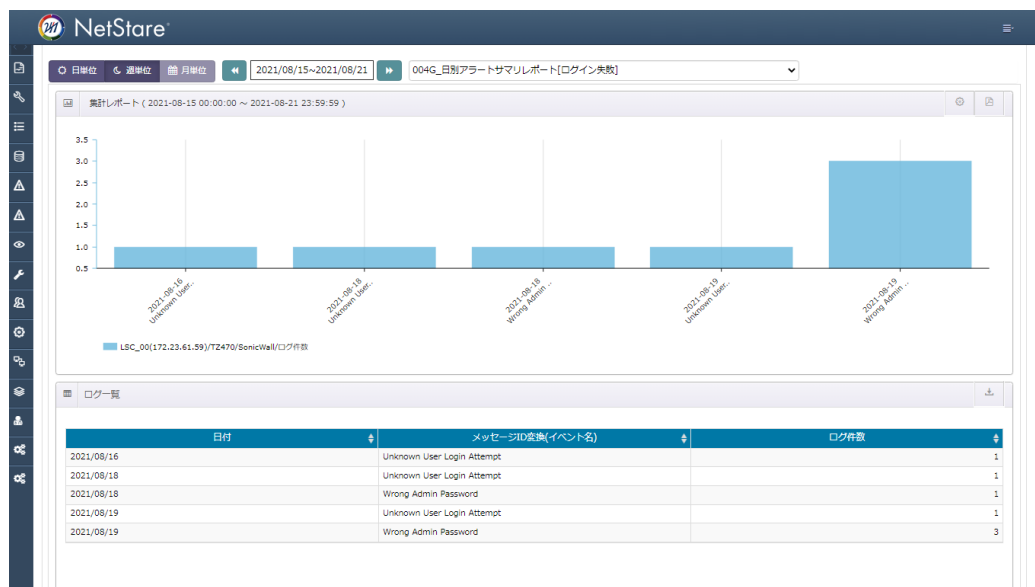 NetStare
日単位 週単位 月単位 2021/08/15~2021/08/21 004G_日別アラートサマリレポート[ログイン失敗]
集計レポート ( 2021-08-15 00:00:00 ～ 2021-08-21 23:59:59 )
3.5
3.0
2.5
2.0
1.5
1.0
0.5
2021-08-16
Unknown User..
2021-08-18
Unknown User..
2021-08-18
Wrong Admin ..
2021-08-19
Unknown User..
2021-08-19
Wrong Admin ..
LSC_00(172.23.61.59)/TZ470/SonicWall/ログ件数
ログ一覧
日付 メッセージID変換(イベント名) ログ件数
2021/08/16 Unknown User Login Attempt 1
2021/08/18 Unknown User Login Attempt 1
2021/08/18 Wrong Admin Password 1
2021/08/19 Unknown User Login Attempt 1
2021/08/19 Wrong Admin Password 3